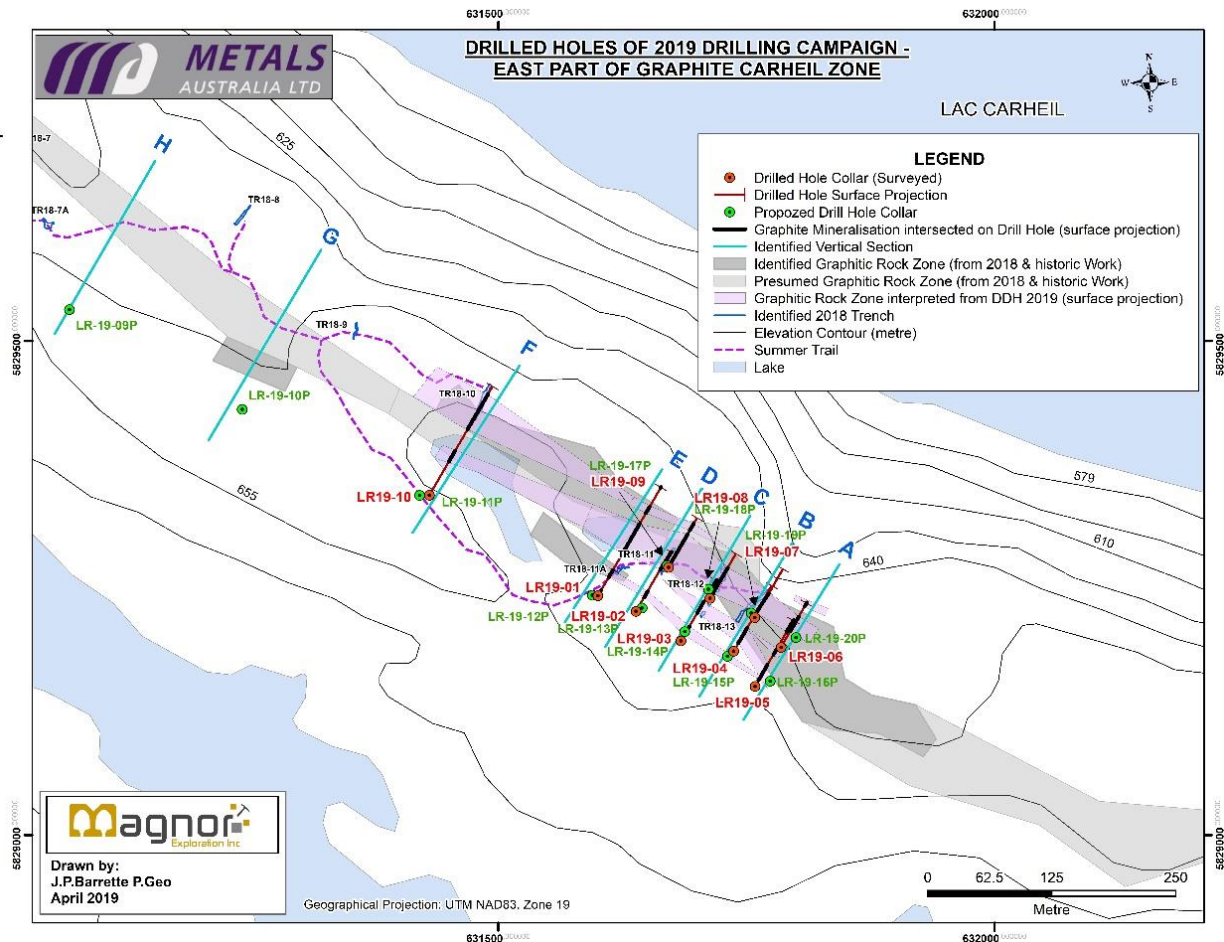 631500
632000
METALS
AUSTRALIA LTD
DRILLED HOLES OF 2019 DRILLING CAMPAIGN -
EAST PART OF GRAPHITE CARHEIL ZONE
N
W E
S
LAC CARHEIL
LEGEND
Drilled Hole Collar (Surveyed)
Drilled Hole Surface Projection
Propozed Drill Hole Collar
Graphite Mineralisation intersected on Drill Hole (surface projection)
Identified Vertical Section
Identified Graphitic Rock Zone (from 2018 & historic Work)
Presumed Graphitic Rock Zone (from 2018 & historic Work)
Graphitic Rock Zone interpreted from DDH 2019 (surface projection)
Identified 2018 Trench
Elevation Contour (metre)
Summer Trail
Lake
18-7
H
625
TR18-7A
TR18-8
G
LR-19-09P
TR18-9
5829500
5829500
F
LR-19-10P
TR18-10
LR-19-17P
E
LR19-09
D
LR19-08
C
LR-19-18P
579
655
LR19-10
LR-19-11P
B
LR-19-19P
LR19-07
A
610
640
TR18-11
TR18-11A
TR18-12
LR19-01
LR-19-12P
LR19-02
LR-19-13P
TR18-13
LR19-03
LR-19-14P
LR-19-20P
LR19-06
LR19-04
LR-19-15P
LR-19-16P
LR19-05
Magnor
Exploration Inc
Drawn by:
J.P.Barrette P.Geo
April 2019
5829000
5829000
0 62.5 125 250
Metre
Geographical Projection: UTM NAD83, Zone 19
631500
632000